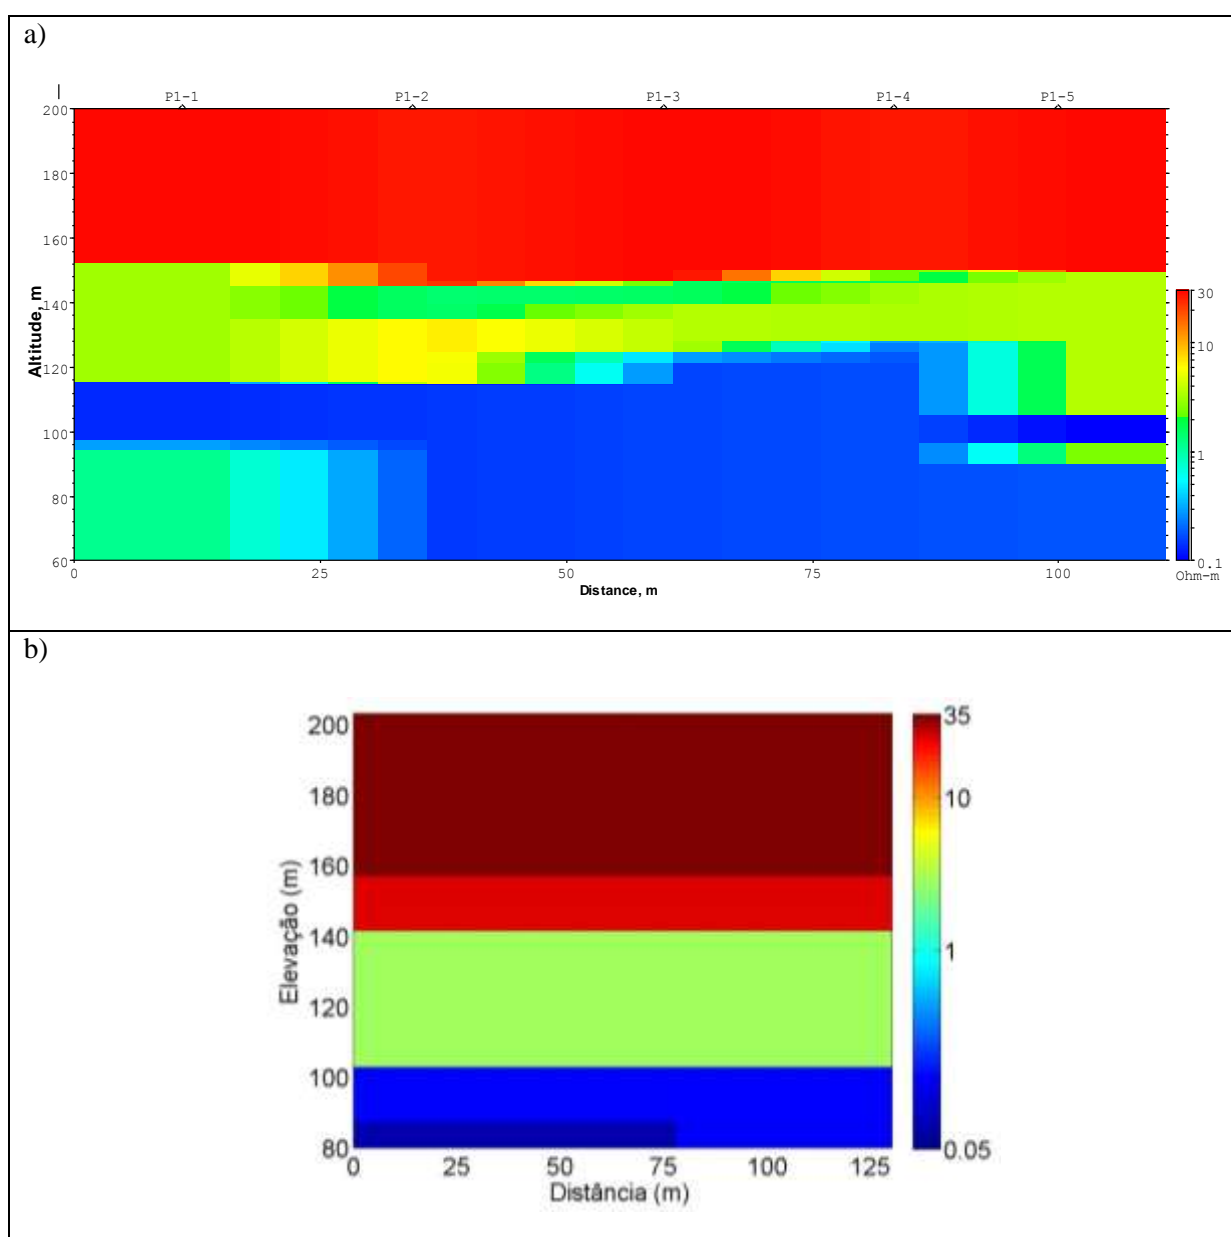 a)
P1-1 P1-2 P1-3 P1-4 P1-5
200
180
160
140
120
100
80
60
Altitude, m
0 25 50 75 100
Distance, m
30
10
1
0.1
Ohm-m
b)
200
180
160
140
120
100
80
Elevação (m)
0 25 50 75 100 125
Distância (m)
35
10
1
0.05